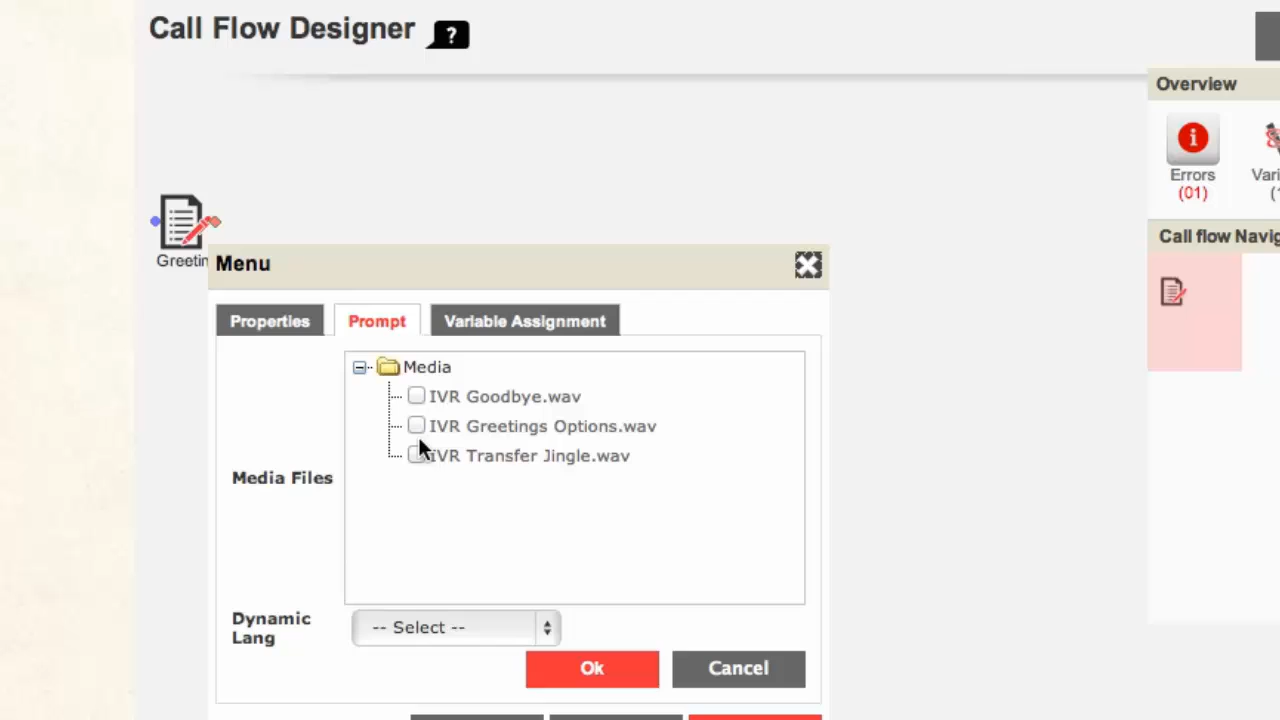 Call Flow Designer ?
Overview
Errors
(01)
Call flow Navig
Greetin
Menu
Properties
Prompt
Variable Assignment
Media
IVR Goodbye.wav
IVR Greetings Options.wav
IVR Transfer Jingle.wav
Media Files
Dynamic
Lang
-- Select --
Ok
Cancel